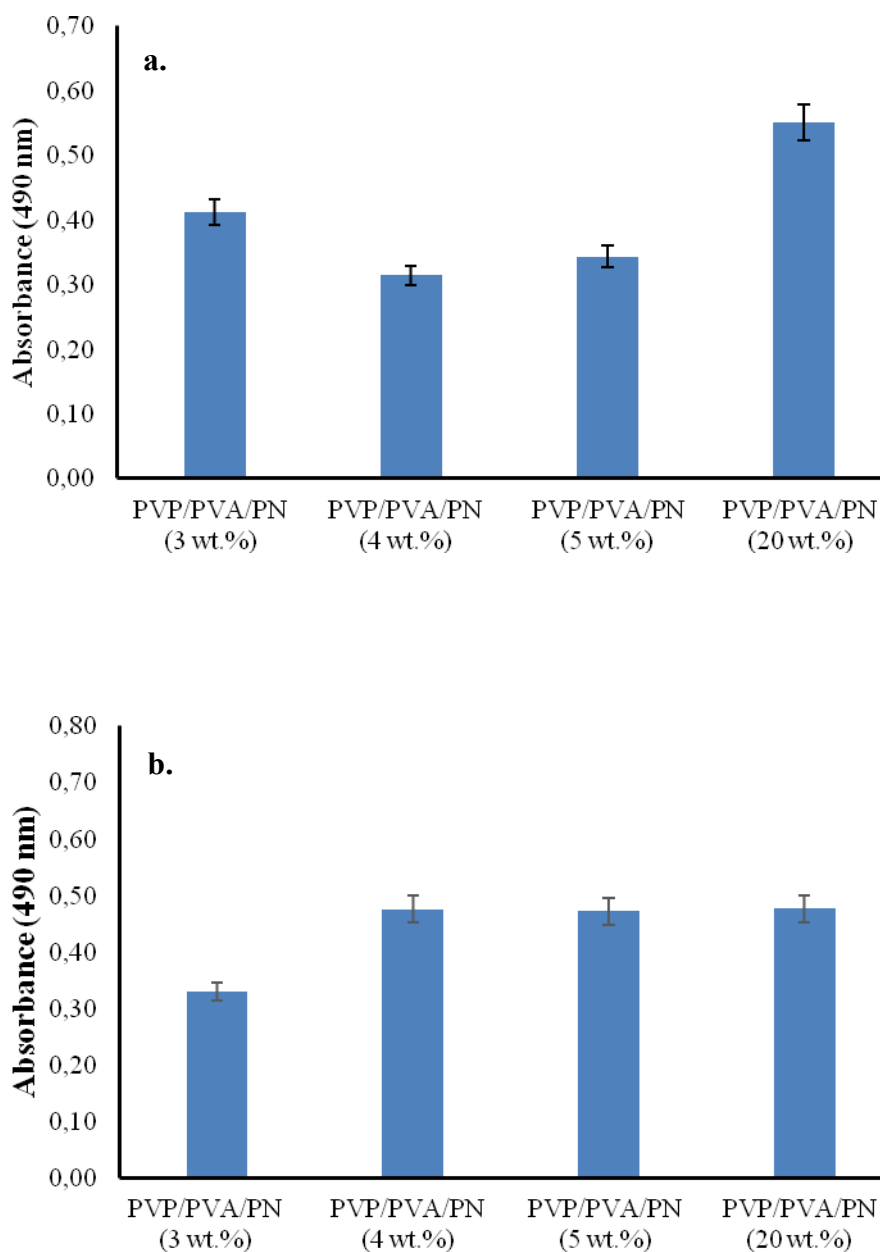 a.
Absorbance (490 nm)
0,70
0,60
0,50
0,40
0,30
0,20
0,10
0,00
PVP/PVA/PN PVP/PVA/PN PVP/PVA/PN PVP/PVA/PN
(3 wt.%) (4 wt.%) (5 wt.%) (20 wt.%)
b.
Absorbance (490 nm)
0,80
0,70
0,60
0,50
0,40
0,30
0,20
0,10
0,00
PVP/PVA/PN PVP/PVA/PN PVP/PVA/PN PVP/PVA/PN
(3 wt.%) (4 wt.%) (5 wt.%) (20 wt.%)